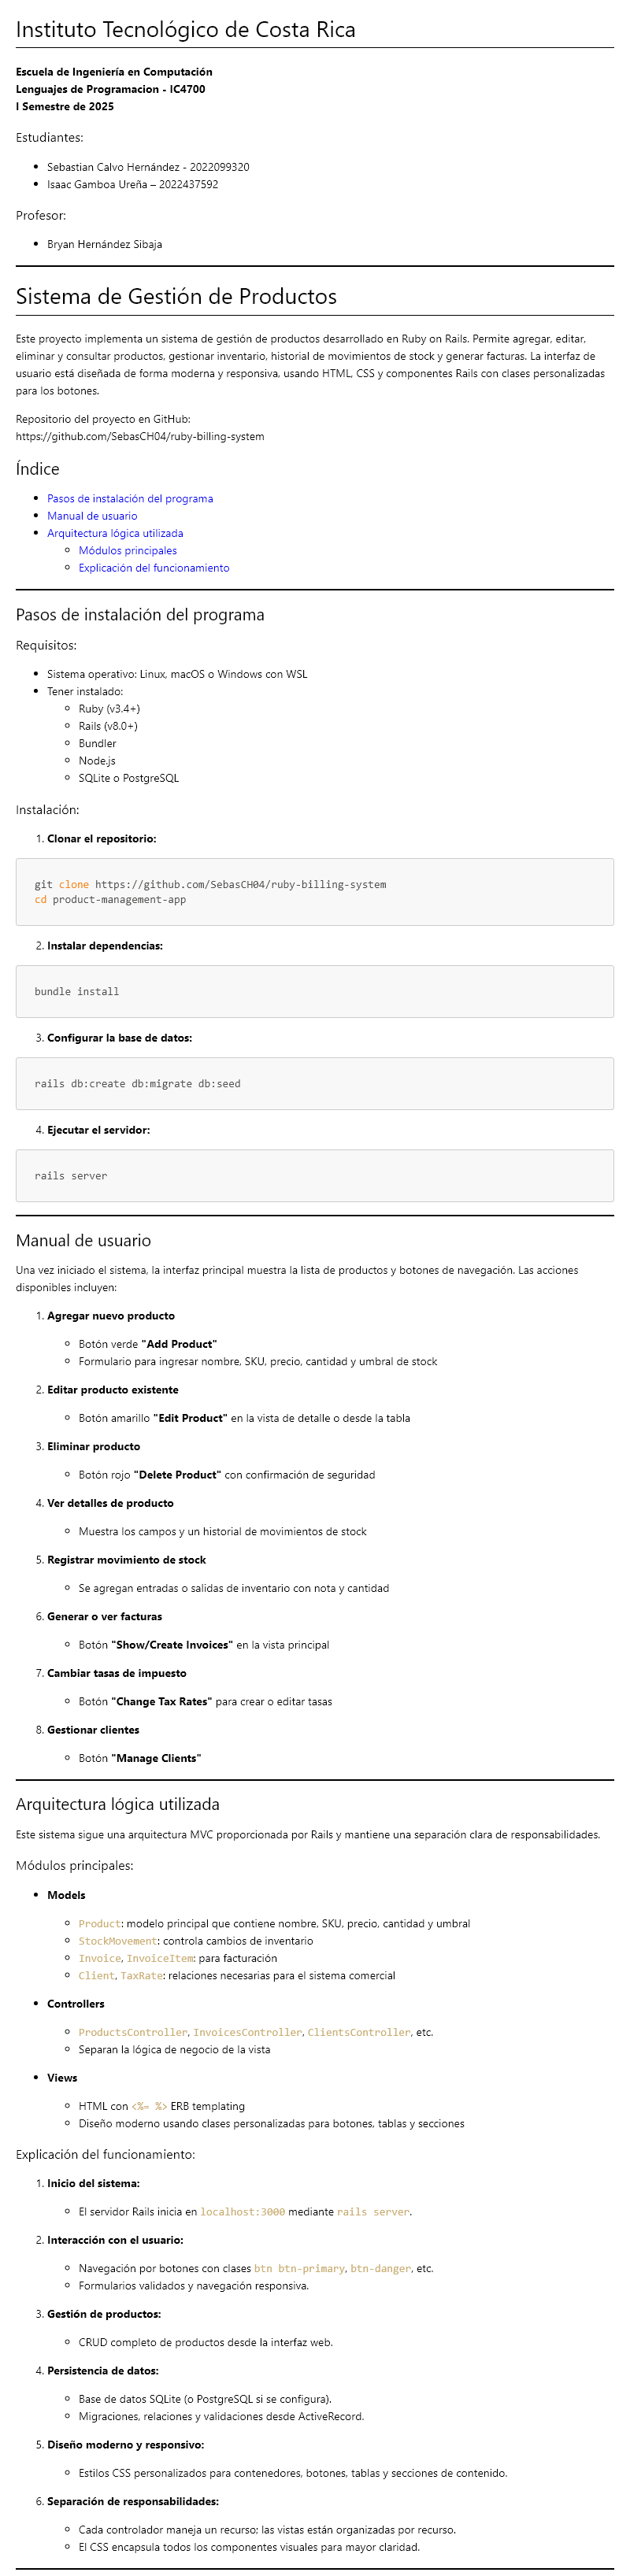 Instituto Tecnológico de Costa Rica
Escuela de Ingeniería en Computación
Lenguajes de Programacion - IC4700
I Semestre de 2025
Estudiantes:
• Sebastian Calvo Hernández - 2022099320
• Isaac Gamboa Ureña – 2022437592
Profesor:
• Bryan Hernández Sibaja
Sistema de Gestión de Productos
Este proyecto implementa un sistema de gestión de productos desarrollado en Ruby on Rails. Permite agregar, editar,
eliminar y consultar productos, gestionar inventario, historial de movimientos de stock y generar facturas. La interfaz de
usuario está diseñada de forma moderna y responsiva, usando HTML, CSS y componentes Rails con clases personalizadas
para los botones.
Repositorio del proyecto en GitHub:
https://github.com/SebasCH04/ruby-billing-system
Índice
• Pasos de instalación del programa
• Manual de usuario
• Arquitectura lógica utilizada
◦ Módulos principales
◦ Explicación del funcionamiento
Pasos de instalación del programa
Requisitos:
• Sistema operativo: Linux, macOS o Windows con WSL
• Tener instalado:
◦ Ruby (v3.4+)
◦ Rails (v8.0+)
◦ Bundler
◦ Node.js
◦ SQLite o PostgreSQL
Instalación:
1. Clonar el repositorio:
git clone https://github.com/SebasCH04/ruby-billing-system
cd product-management-app
2. Instalar dependencias:
bundle install
3. Configurar la base de datos:
rails db:create db:migrate db:seed
4. Ejecutar el servidor:
rails server
Manual de usuario
Una vez iniciado el sistema, la interfaz principal muestra la lista de productos y botones de navegación. Las acciones
disponibles incluyen:
1. Agregar nuevo producto
◦ Botón verde "Add Product"
◦ Formulario para ingresar nombre, SKU, precio, cantidad y umbral de stock
2. Editar producto existente
◦ Botón amarillo "Edit Product" en la vista de detalle o desde la tabla
3. Eliminar producto
◦ Botón rojo "Delete Product" con confirmación de seguridad
4. Ver detalles de producto
◦ Muestra los campos y un historial de movimientos de stock
5. Registrar movimiento de stock
◦ Se agregan entradas o salidas de inventario con nota y cantidad
6. Generar o ver facturas
◦ Botón "Show/Create Invoices" en la vista principal
7. Cambiar tasas de impuesto
◦ Botón "Change Tax Rates" para crear o editar tasas
8. Gestionar clientes
◦ Botón "Manage Clients"
Arquitectura lógica utilizada
Este sistema sigue una arquitectura MVC proporcionada por Rails y mantiene una separación clara de responsabilidades.
Módulos principales:
• Models
◦ Product: modelo principal que contiene nombre, SKU, precio, cantidad y umbral
◦ StockMovement: controla cambios de inventario
◦ Invoice, InvoiceItem: para facturación
◦ Client, TaxRate: relaciones necesarias para el sistema comercial
• Controllers
◦ ProductsController, InvoicesController, ClientsController, etc.
◦ Separan la lógica de negocio de la vista
• Views
◦ HTML con <%= %> ERB templating
◦ Diseño moderno usando clases personalizadas para botones, tablas y secciones
Explicación del funcionamiento:
1. Inicio del sistema:
◦ El servidor Rails inicia en localhost:3000 mediante rails server.
2. Interacción con el usuario:
◦ Navegación por botones con clases btn btn-primary, btn-danger, etc.
◦ Formularios validados y navegación responsiva.
3. Gestión de productos:
◦ CRUD completo de productos desde la interfaz web.
4. Persistencia de datos:
◦ Base de datos SQLite (o PostgreSQL si se configura).
◦ Migraciones, relaciones y validaciones desde ActiveRecord.
5. Diseño moderno y responsivo:
◦ Estilos CSS personalizados para contenedores, botones, tablas y secciones de contenido.
6. Separación de responsabilidades:
◦ Cada controlador maneja un recurso; las vistas están organizadas por recurso.
◦ El CSS encapsula todos los componentes visuales para mayor claridad.